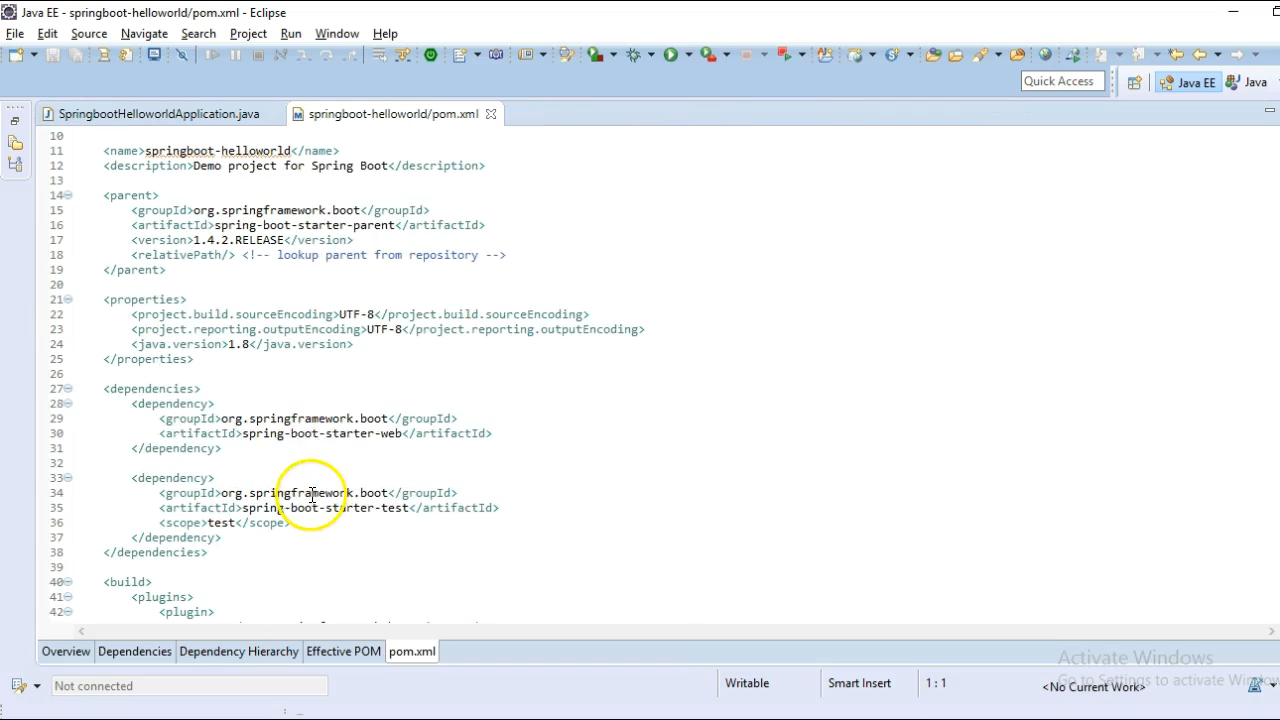 Java EE - springboot-helloworld/pom.xml - Eclipse
File Edit Source Navigate Search Project Run Window Help
Quick Access Java EE Java
SpringbootHelloworldApplication.java springboot-helloworld/pom.xml
10
11 <name>springboot-helloworld</name>
12 <description>Demo project for Spring Boot</description>
13
14 <parent>
15 <groupId>org.springframework.boot</groupId>
16 <artifactId>spring-boot-starter-parent</artifactId>
17 <version>1.4.2.RELEASE</version>
18 <relativePath/> <!-- lookup parent from repository -->
19 </parent>
20
21 <properties>
22 <project.build.sourceEncoding>UTF-8</project.build.sourceEncoding>
23 <project.reporting.outputEncoding>UTF-8</project.reporting.outputEncoding>
24 <java.version>1.8</java.version>
25 </properties>
26
27 <dependencies>
28 <dependency>
29 <groupId>org.springframework.boot</groupId>
30 <artifactId>spring-boot-starter-web</artifactId>
31 </dependency>
32
33 <dependency>
34 <groupId>org.springframework.boot</groupId>
35 <artifactId>spring-boot-starter-test</artifactId>
36 <scope>test</scope>
37 </dependency>
38 </dependencies>
39
40 <build>
41 <plugins>
42 <plugin>
Overview Dependencies Dependency Hierarchy Effective POM pom.xml
Activate Windows
Go to Settings to activate Windows
Not connected Writable Smart Insert 1 : 1 <No Current Work>